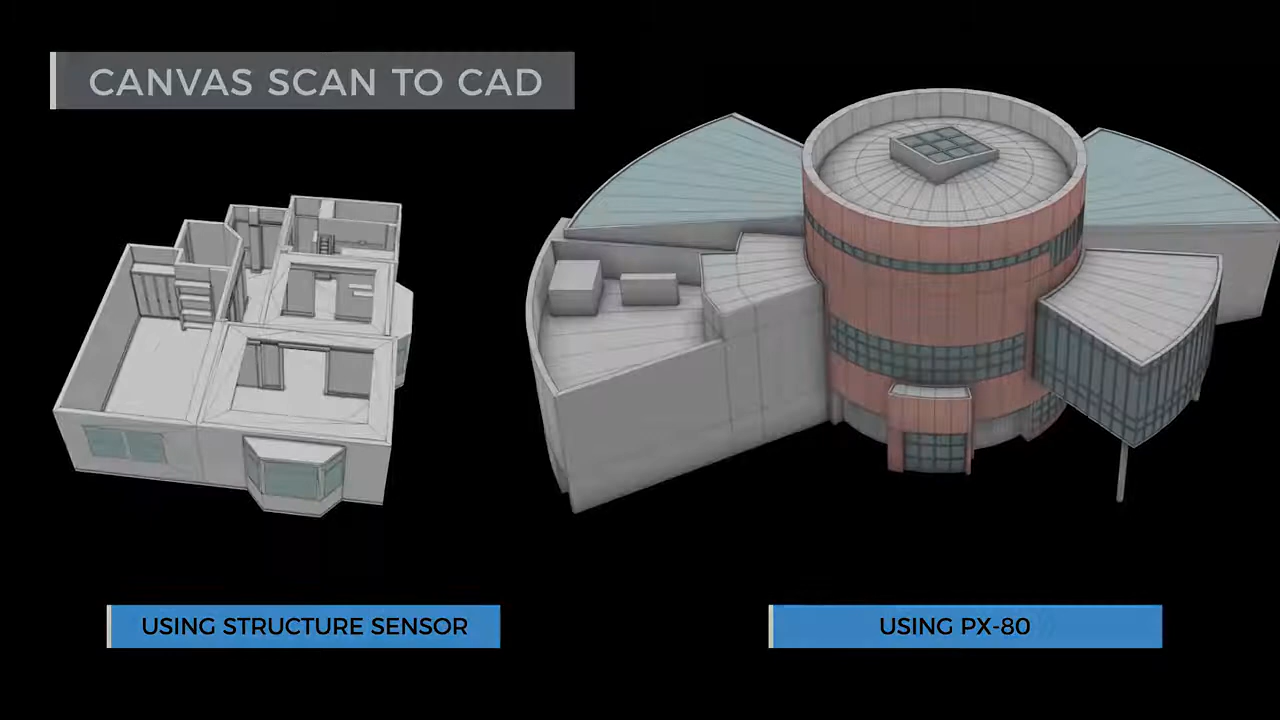 CANVAS SCAN TO CAD
USING STRUCTURE SENSOR
USING PX-80